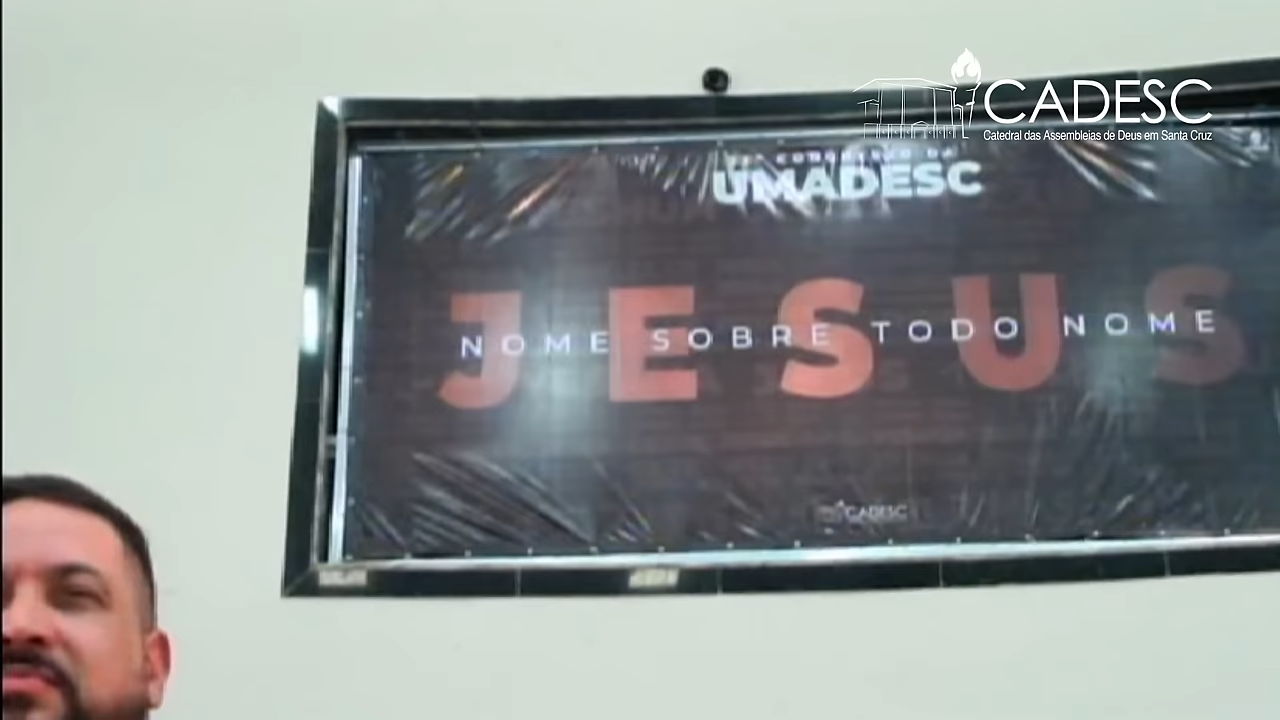 CADESC
Catedral das Assembleias de Deus em Santa Cruz
UMADESC
JESUS
NOME SOBRE TODO NOME
CADESC